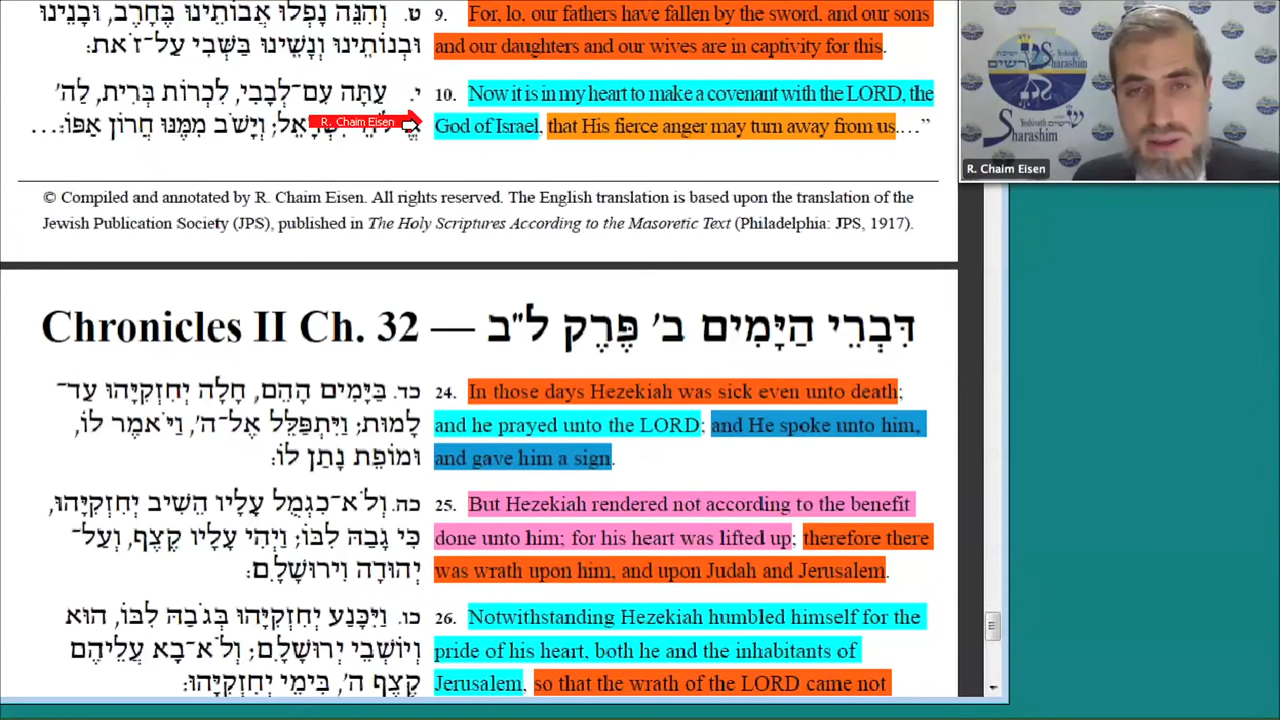 ט. וְהִנֵּה נָפְלוּ אֲבוֹתֵינוּ בֶּחָרֶב, וּבָנֵינוּ
וּבְנוֹתֵינוּ וְנָשֵׁינוּ בַּשְּׁבִי עַל־זֹאת:
9. For, lo, our fathers have fallen by the sword, and our sons
and our daughters and our wives are in captivity for this.
י. עַתָּה עִם־לְבָבִי, לִכְרוֹת בְּרִית, לַה'
יִשְׂרָאֵל; וְיָשֹׁב מִמֶּנּוּ חֲרוֹן אַפּוֹ:...
R. Chaim Eisen
10. Now it is in my heart to make a covenant with the LORD, the
God of Israel, that His fierce anger may turn away from us....”
© Compiled and annotated by R. Chaim Eisen. All rights reserved. The English translation is based upon the translation of the
Jewish Publication Society (JPS), published in The Holy Scriptures According to the Masoretic Text (Philadelphia: JPS, 1917).
Chronicles II Ch. 32 — דִּבְרֵי הַיָּמִים ב' פֶּרֶק ל"ב
כד. בַּיָּמִים הָהֵם, חָלָה יְחִזְקִיָּהוּ עַד־
לָמוּת; וַיִּתְפַּלֵּל אֶל־ה', וַיֹּאמֶר לוֹ,
וּמוֹפֵת נָתַן לוֹ:
24. In those days Hezekiah was sick even unto death;
and he prayed unto the LORD; and He spoke unto him,
and gave him a sign.
כה. וְלֹא־כִגְמֻל עָלָיו הֵשִׁיב יְחִזְקִיָּהוּ,
כִּי גָבַהּ לִבּוֹ; וַיְהִי עָלָיו קֶצֶף, וְעַל־
יְהוּדָה וִירוּשָׁלִָם:
25. But Hezekiah rendered not according to the benefit
done unto him; for his heart was lifted up; therefore there
was wrath upon him, and upon Judah and Jerusalem.
כו. וַיִּכָּנַע יְחִזְקִיָּהוּ בְּגֹבַהּ לִבּוֹ, הוּא
וְיוֹשְׁבֵי יְרוּשָׁלִָם; וְלֹא־בָא עֲלֵיהֶם
קֶצֶף ה', בִּימֵי יְחִזְקִיָּהוּ:
26. Notwithstanding Hezekiah humbled himself for the
pride of his heart, both he and the inhabitants of
Jerusalem, so that the wrath of the LORD came not
ישיבת
שרשים
Yeshivath
Sharashim
R. Chaim Eisen